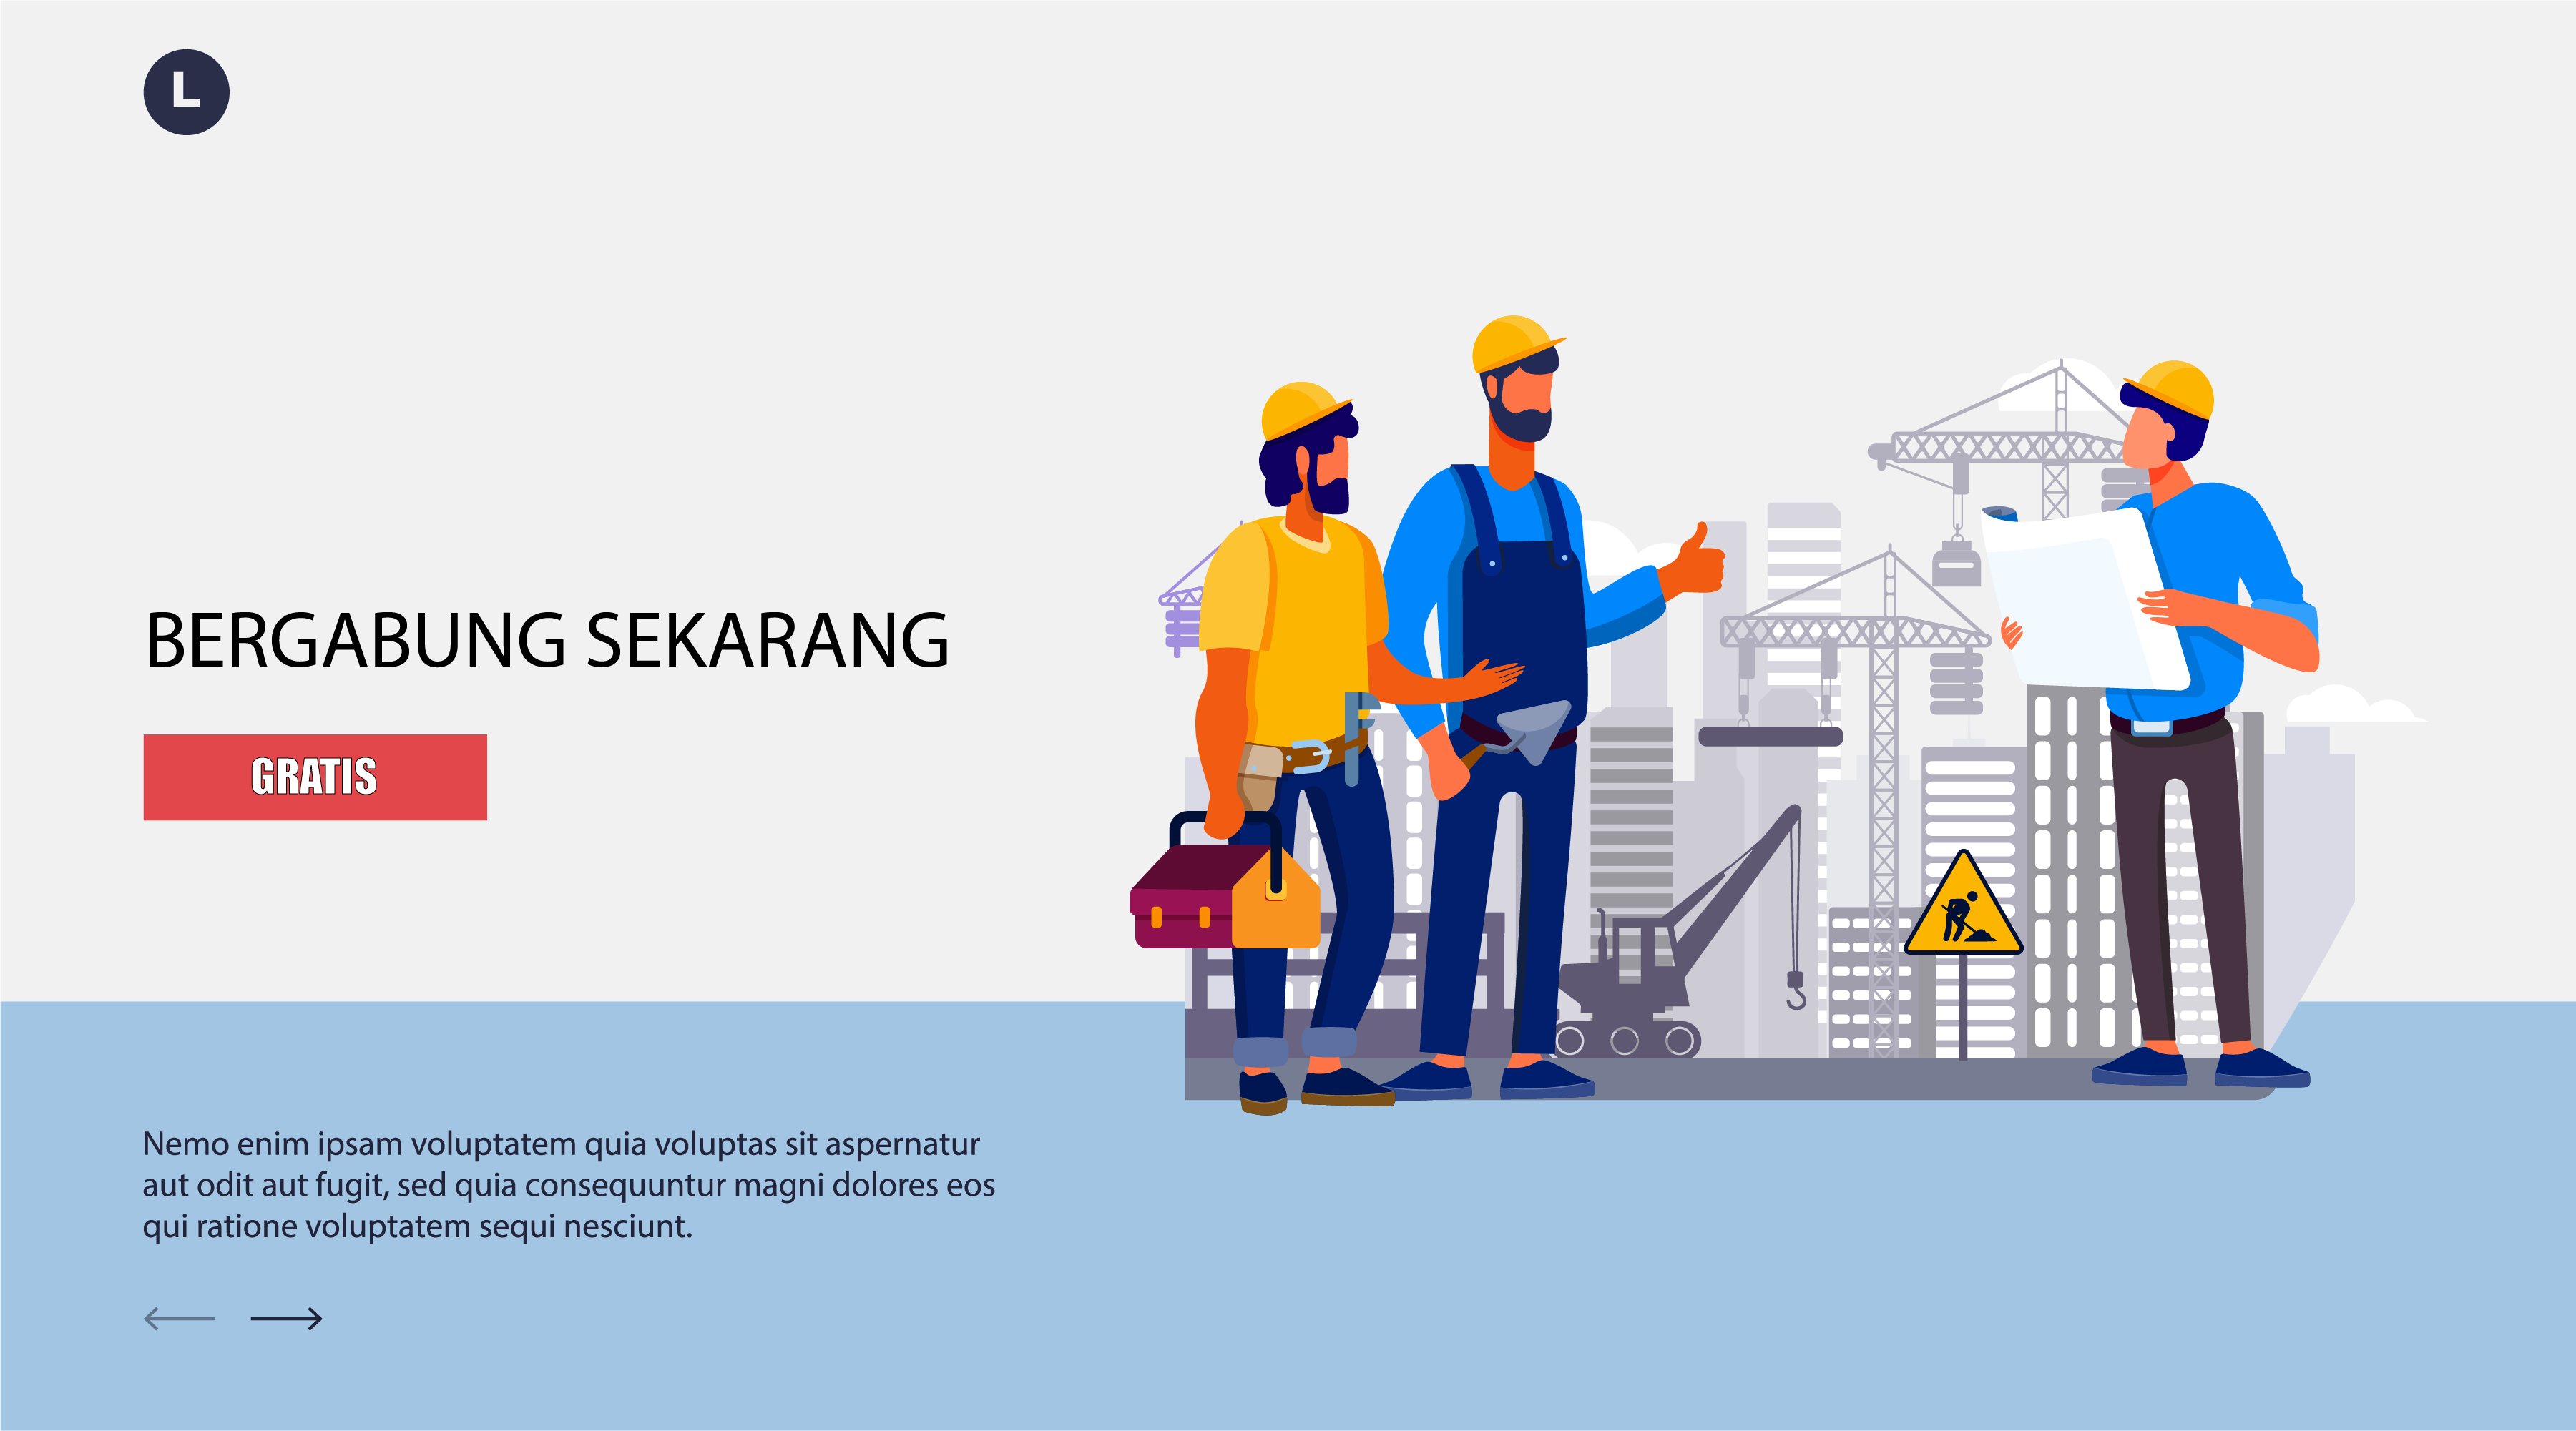 L
BERGABUNG SEKARANG
GRATIS
Nemo enim ipsam voluptatem quia voluptas sit aspernatur
aut odit aut fugit, sed quia consequuntur magni dolores eos
qui ratione voluptatem sequi nesciunt.